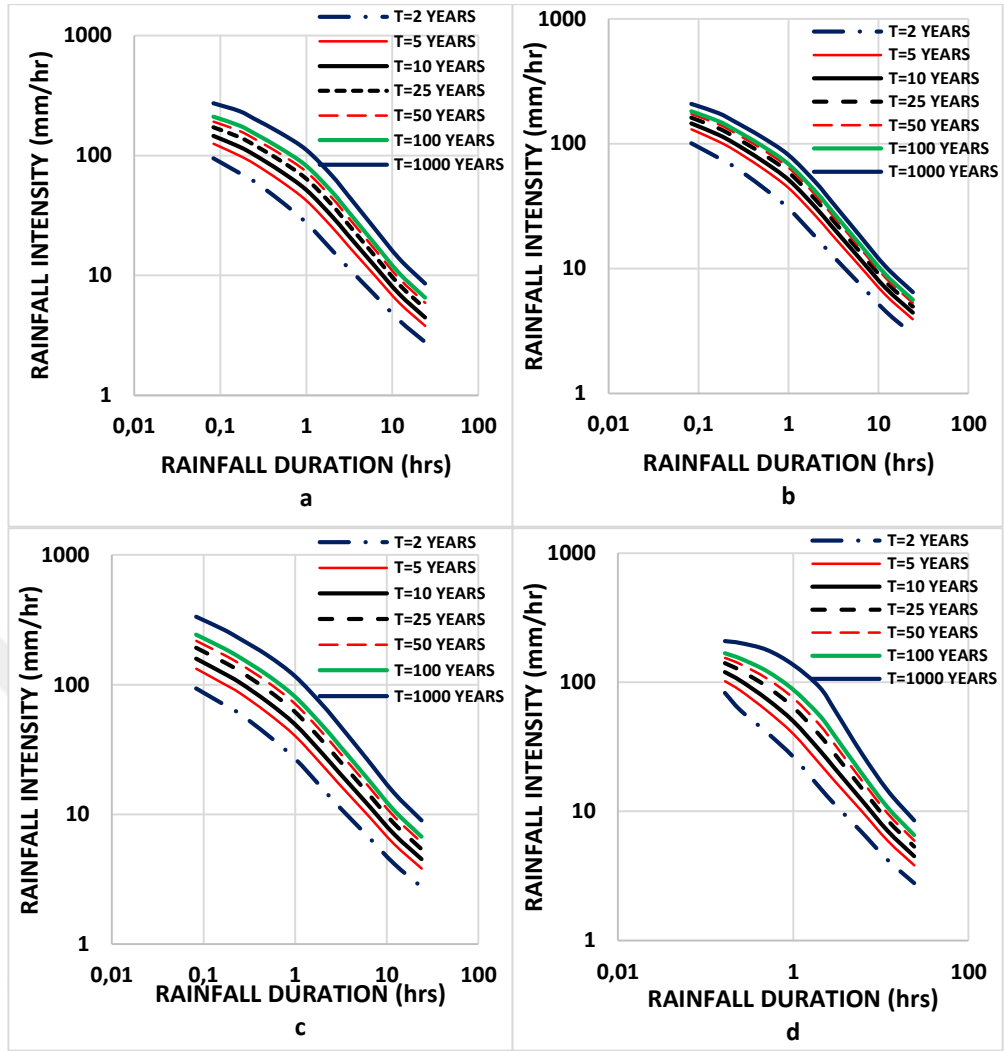 RAINFALL INTENSITY (mm/hr)
1000
100
10
1
0,01
0,1
1
10
100
T=2 YEARS
T=5 YEARS
T=10 YEARS
T=25 YEARS
T=50 YEARS
T=100 YEARS
T=1000 YEARS
RAINFALL DURATION (hrs)
a
RAINFALL INTENSITY (mm/hr)
1000
100
10
1
0,01
0,1
1
10
100
T=2 YEARS
T=5 YEARS
T=10 YEARS
T=25 YEARS
T=50 YEARS
T=100 YEARS
T=1000 YEARS
RAINFALL DURATION (hrs)
b
RAINFALL INTENSITY (mm/hr)
1000
100
10
1
0,01
0,1
1
10
100
T=2 YEARS
T=5 YEARS
T=10 YEARS
T=25 YEARS
T=50 YEARS
T=100 YEARS
T=1000 YEARS
RAINFALL DURATION (hrs)
c
RAINFALL INTENSITY (mm/hr)
1000
100
10
1
0,01
1
100
T=2 YEARS
T=5 YEARS
T=10 YEARS
T=25 YEARS
T=50 YEARS
T=100 YEARS
T=1000 YEARS
RAINFALL DURATION (hrs)
d